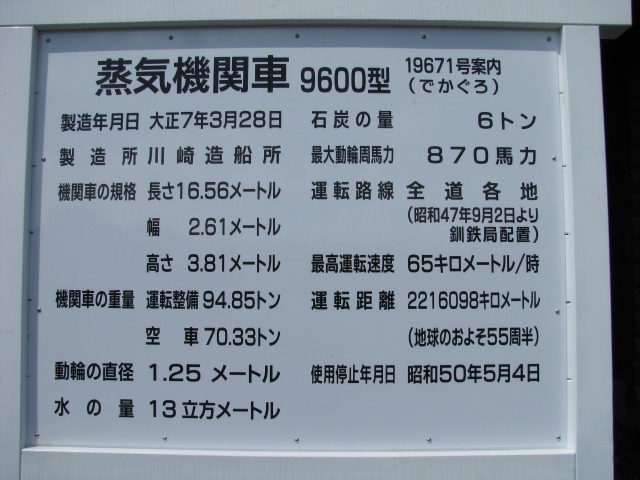 蒸気機関車 9600型 19671号案内
(でかぐろ)
製造年月日 大正7年3月28日
製造所 川崎造船所
機関車の規格 長さ16.56メートル
幅 2.61メートル
高さ 3.81メートル
機関車の重量 運転整備94.85トン
空車70.33トン
動輪の直径 1.25メートル
水の量 13立方メートル
石炭の量 6トン
最大動輪周馬力 870馬力
運転路線 全道各地
(昭和47年9月2日より
釧鉄局配置)
最高運転速度 65キロメートル/時
運転距離 2216098キロメートル
(地球のおよそ55周半)
使用停止年月日 昭和50年5月4日